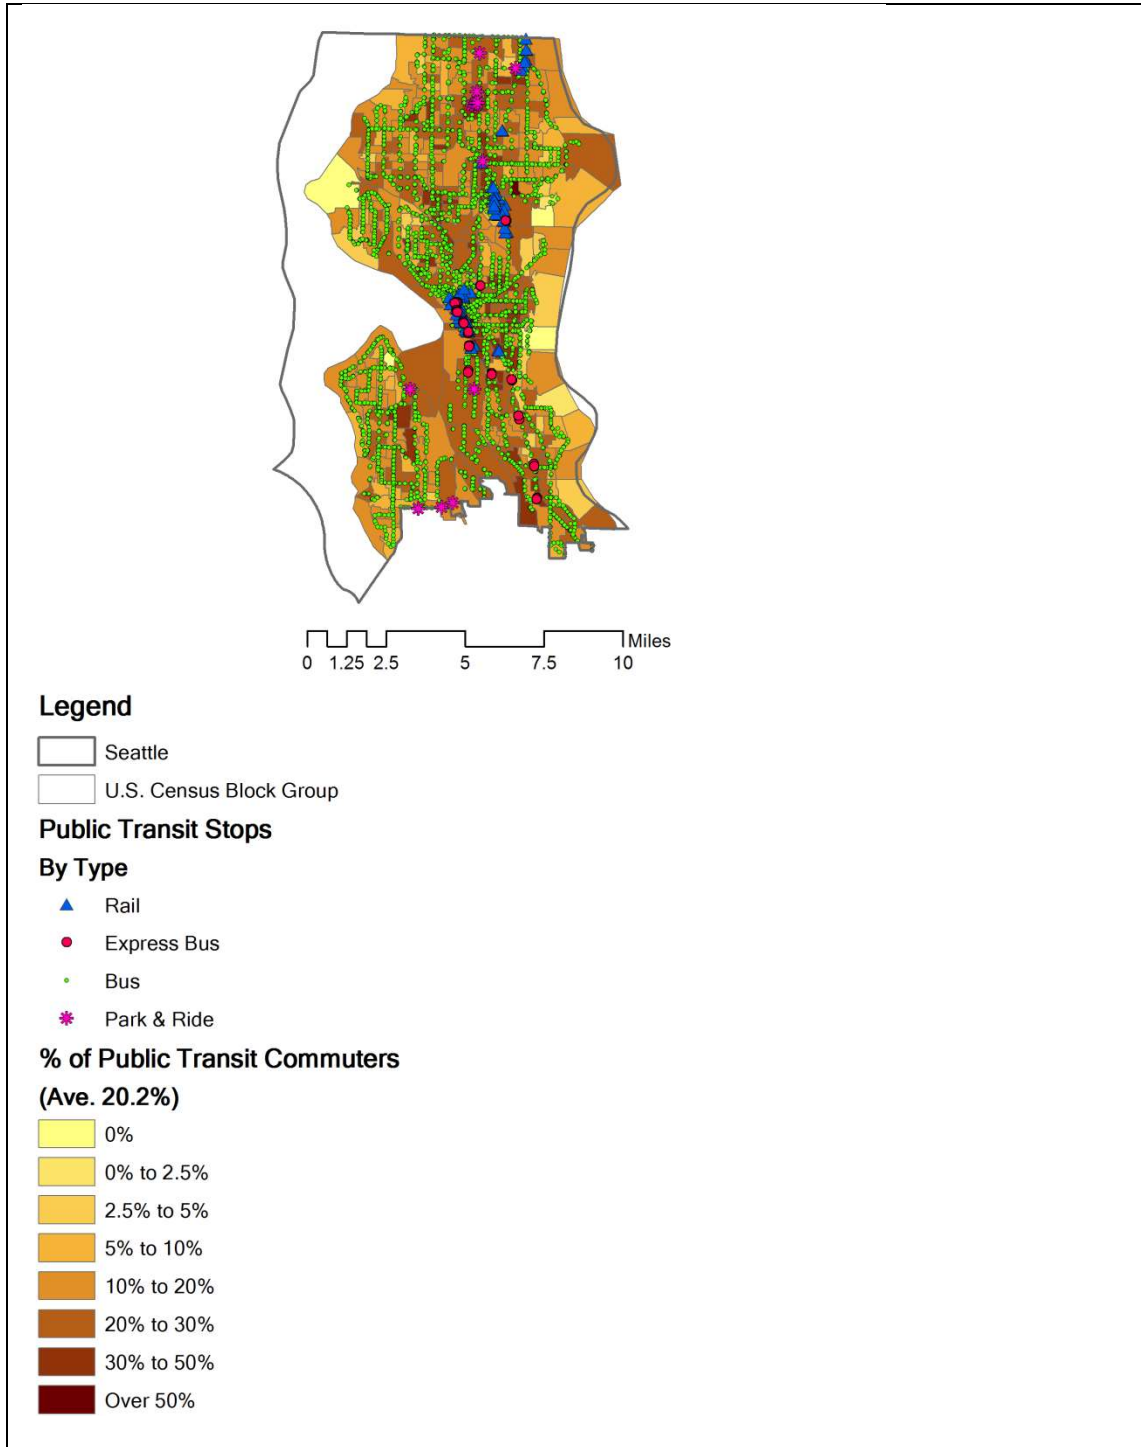 Miles
0 1.25 2.5 5 7.5 10
Legend
Seattle
U.S. Census Block Group
Public Transit Stops
By Type
Rail
Express Bus
Bus
Park & Ride
% of Public Transit Commuters
(Ave. 20.2%)
0%
0% to 2.5%
2.5% to 5%
5% to 10%
10% to 20%
20% to 30%
30% to 50%
Over 50%